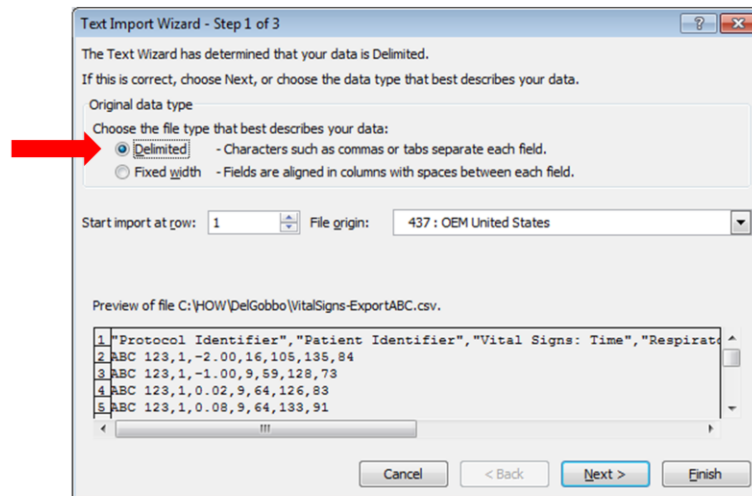 Text Import Wizard - Step 1 of 3
The Text Wizard has determined that your data is Delimited.
If this is correct, choose Next, or choose the data type that best describes your data.
Original data type
Choose the file type that best describes your data:
Delimited - Characters such as commas or tabs separate each field.
Fixed width - Fields are aligned in columns with spaces between each field.
Start import at row: 1 File origin: 437 : OEM United States
Preview of file C:\HOW\DelGobbo\VitalSigns-ExportABC.csv.
1 "Protocol Identifier","Patient Identifier","Vital Signs: Time","Respirato
2 ABC 123,1,-2.00,16,105,135,84
3 ABC 123,1,-1.00,9,59,128,73
4 ABC 123,1,0.02,9,64,126,83
5 ABC 123,1,0.08,9,64,133,91
Cancel < Back Next > Finish